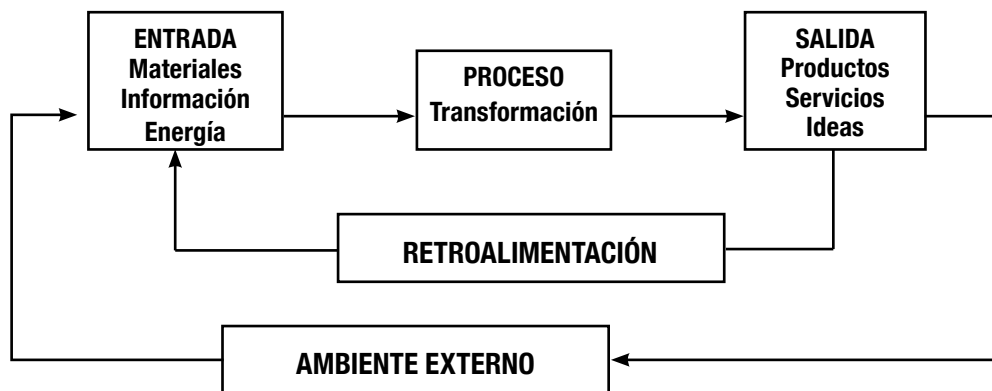 ENTRADA
Materiales
Información
Energía
PROCESO
Transformación
SALIDA
Productos
Servicios
Ideas
RETROALIMENTACIÓN
AMBIENTE EXTERNO